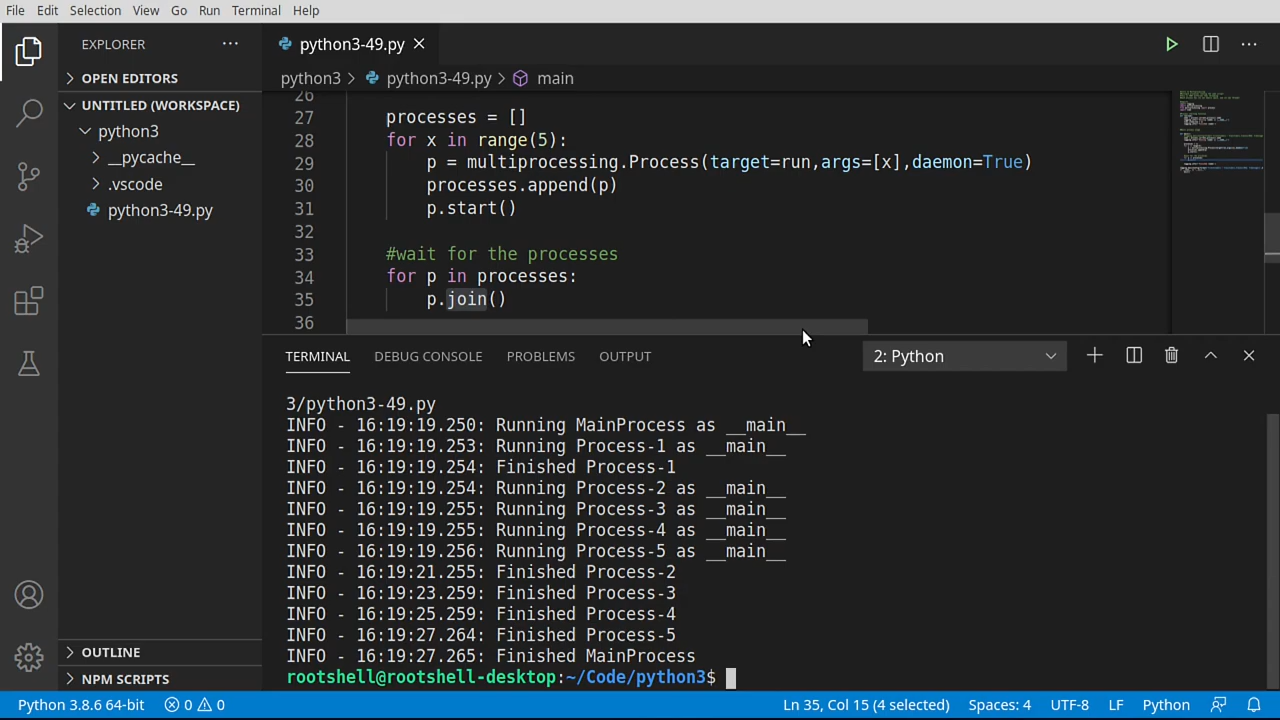 File Edit Selection View Go Run Terminal Help
EXPLORER
python3-49.py
OPEN EDITORS
UNTITLED (WORKSPACE)
python3
__pycache__
.vscode
python3-49.py
OUTLINE
NPM SCRIPTS
python3 > python3-49.py > main
26
27 processes = []
28 for x in range(5):
29 p = multiprocessing.Process(target=run,args=[x],daemon=True)
30 processes.append(p)
31 p.start()
32
33 #wait for the processes
34 for p in processes:
35 p.join()
36
TERMINAL DEBUG CONSOLE PROBLEMS OUTPUT 2: Python
3/python3-49.py
INFO - 16:19:19.250: Running MainProcess as __main__
INFO - 16:19:19.253: Running Process-1 as __main__
INFO - 16:19:19.254: Finished Process-1
INFO - 16:19:19.254: Running Process-2 as __main__
INFO - 16:19:19.255: Running Process-3 as __main__
INFO - 16:19:19.255: Running Process-4 as __main__
INFO - 16:19:19.256: Running Process-5 as __main__
INFO - 16:19:21.255: Finished Process-2
INFO - 16:19:23.259: Finished Process-3
INFO - 16:19:25.259: Finished Process-4
INFO - 16:19:27.264: Finished Process-5
INFO - 16:19:27.265: Finished MainProcess
rootshell@rootshell-desktop:~/Code/python3$
Python 3.8.6 64-bit 0 0 Ln 35, Col 15 (4 selected) Spaces: 4 UTF-8 LF Python